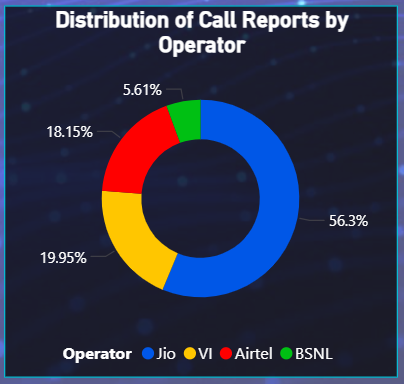 Distribution of Call Reports by
Operator
5.61%
18.15%
19.95%
56.3%
Operator Jio VI Airtel BSNL